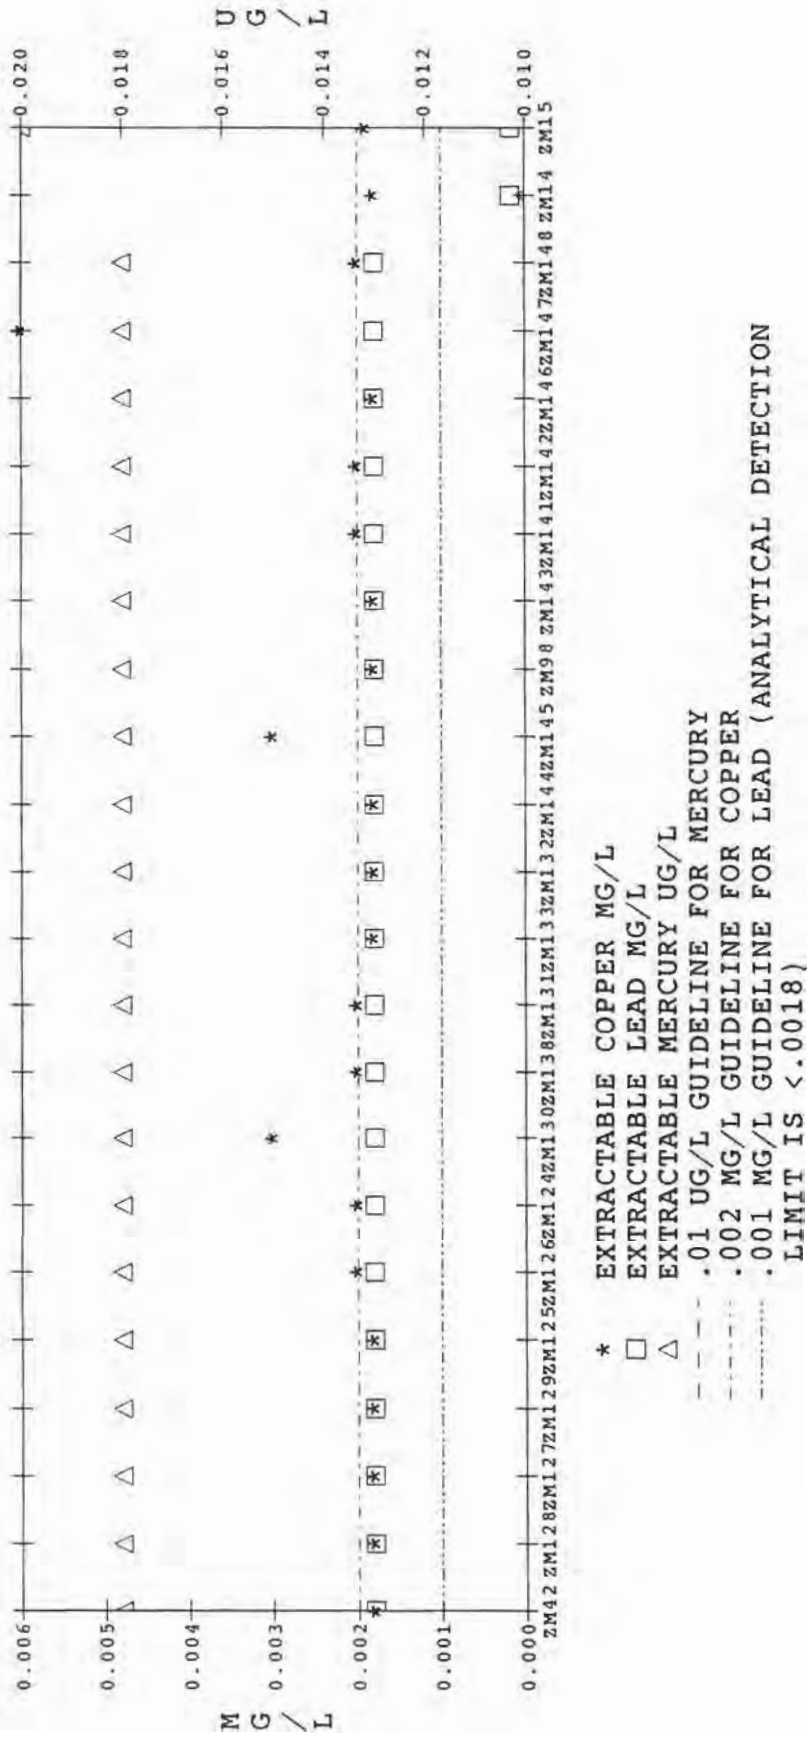 M
G
/
L
0.006
0.005
0.004
0.003
0.002
0.001
0.000
U
G
/
L
0.020
0.018
0.016
0.014
0.012
0.010
ZM42 ZM128ZM127ZM129ZM125ZM126ZM124ZM130ZM138ZM131ZM133ZM132ZM144ZM145 ZM98 ZM143ZM141ZM142ZM146ZM147ZM148 ZM14 ZM15
* EXTRACTABLE COPPER MG/L
□ EXTRACTABLE LEAD MG/L
△ EXTRACTABLE MERCURY UG/L
.01 UG/L GUIDELINE FOR MERCURY
.002 MG/L GUIDELINE FOR COPPER
.001 MG/L GUIDELINE FOR LEAD (ANALYTICAL DETECTION
LIMIT IS <.0018)